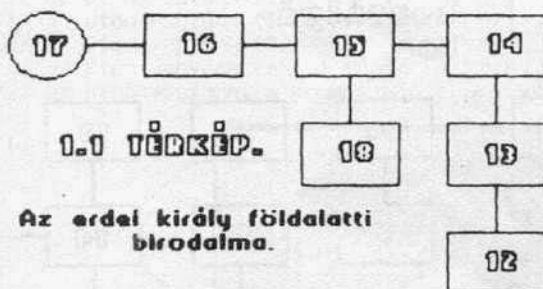 17 16 15 14
1.1 TÉRKÉP. 18 13
Az erdei király földalatti
birodalma.
12